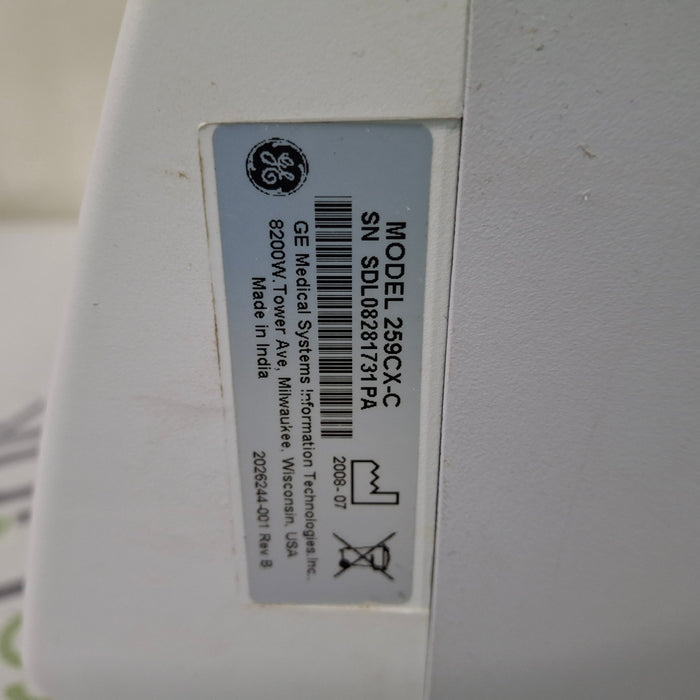 MODEL 259CX-C
SN SDL08281731PA
2008-07
GE Medical Systems Information Technologies, Inc.
8200W.Tower Ave, Milwaukee, Wisconsin, USA
Made in India
2026244-001 Rev B
GE